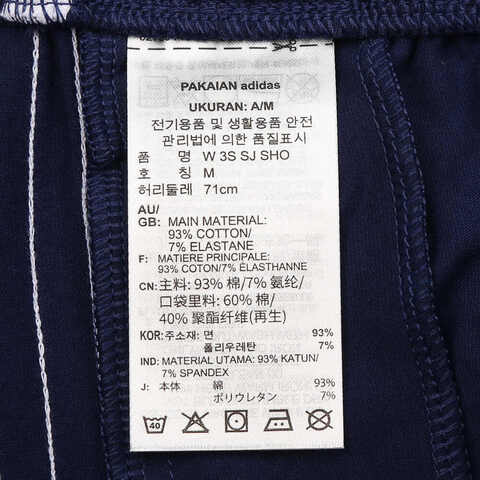 PAKAIAN adidas
UKURAN: A/M
전기용품 및 생활용품 안전
관리법에 의한 품질표시
품 명 W 3S SJ SHO
호 칭 M
허리둘레 71cm
AU/
GB: MAIN MATERIAL:
93% COTTON/
7% ELASTANE
F: MATIERE PRINCIPALE:
93% COTON/7% ÉLASTHANNE
CN: 主料: 93% 棉/7% 氨纶/
口袋里料: 60% 棉/
40% 聚酯纤维(再生)
KOR: 주소재: 면 93%
폴리우레탄 7%
IND: MATERIAL UTAMA: 93% KATUN/
7% SPANDEX
J: 本体 綿 93%
ポリウレタン 7%
40